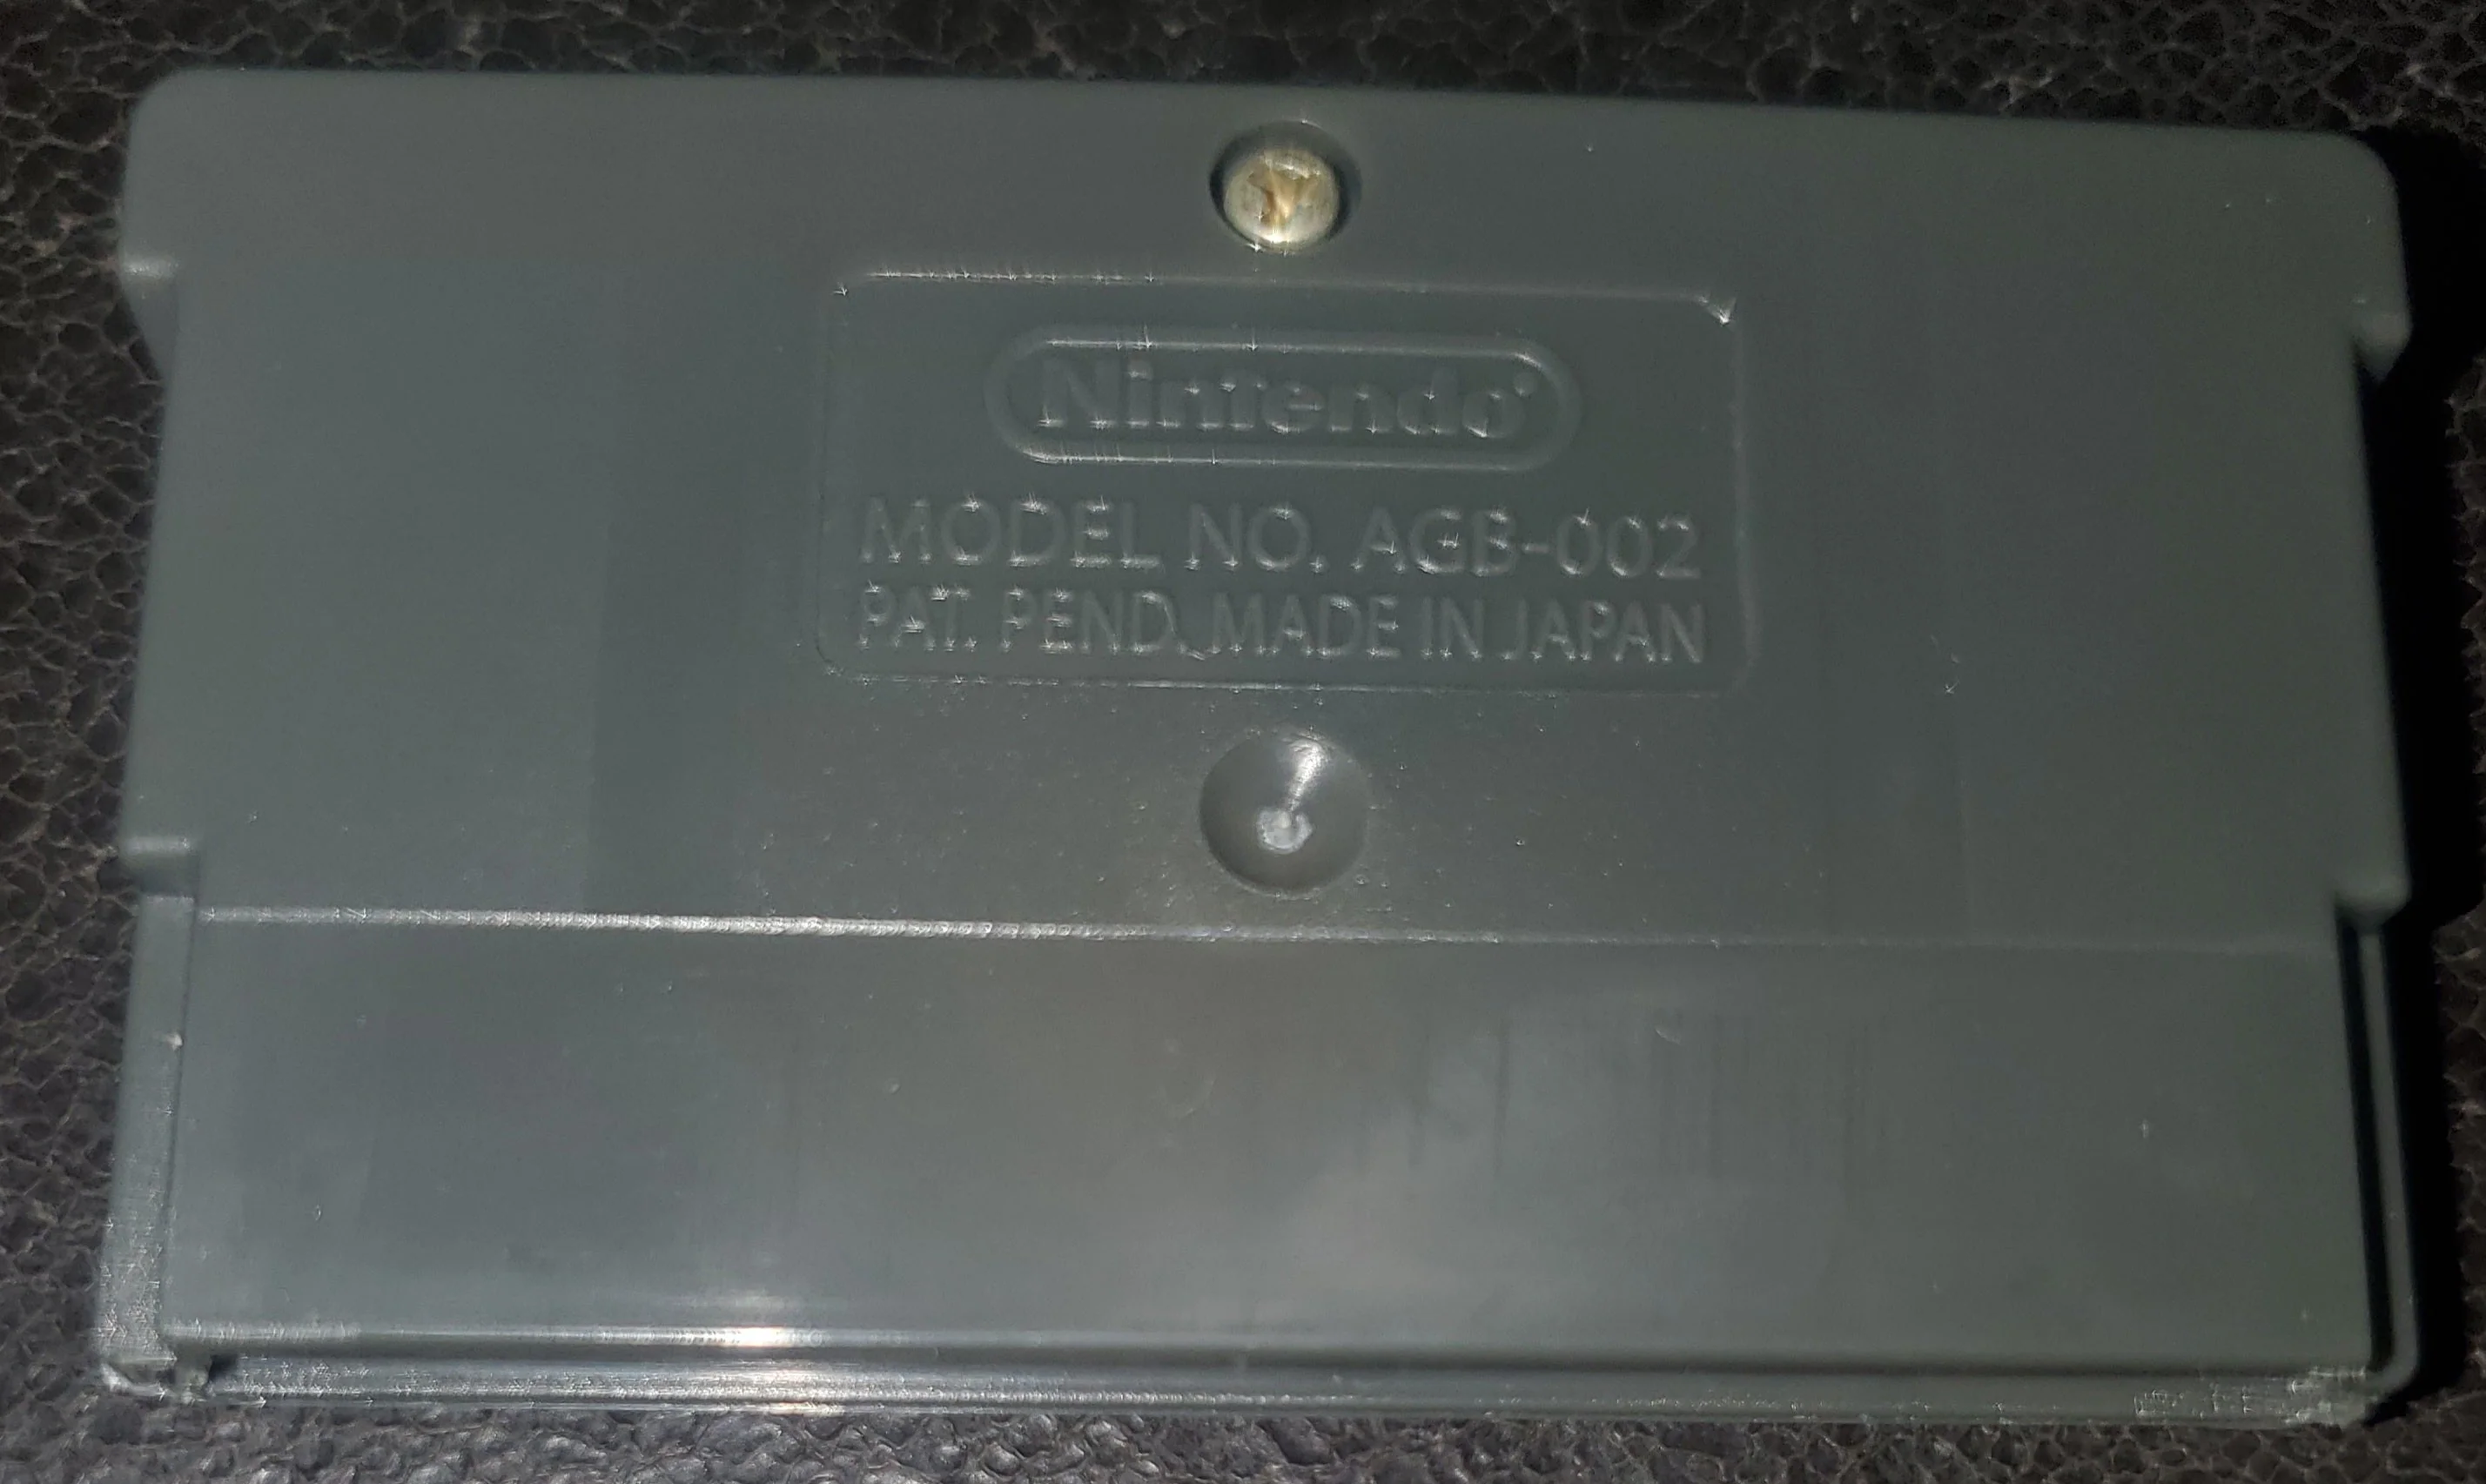 Nintendo
MODEL NO. AGB-002
PAT. PEND. MADE IN JAPAN